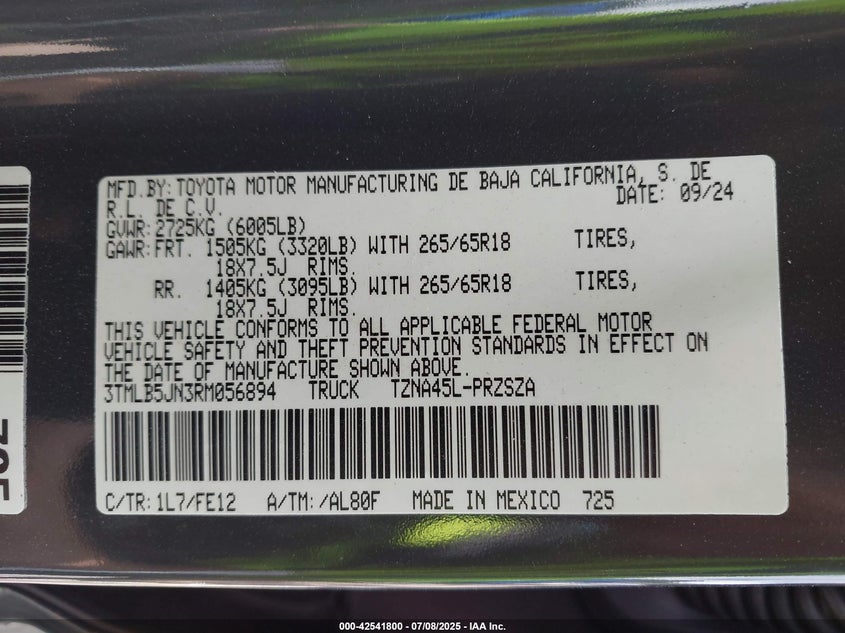 MFD.BY:TOYOTA MOTOR MANUFACTURING DE BAJA CALIFORNIA, S. DE
R.L. DE C.V. DATE: 09/24
GVWR:2725KG (6005LB)
GAWR:FRT. 1505KG (3320LB) WITH 265/65R18 TIRES,
18X7.5J RIMS.
RR. 1405KG (3095LB) WITH 265/65R18 TIRES,
18X7.5J RIMS.
THIS VEHICLE CONFORMS TO ALL APPLICABLE FEDERAL MOTOR
VEHICLE SAFETY AND THEFT PREVENTION STANDARDS IN EFFECT ON
THE DATE OF MANUFACTURE SHOWN ABOVE.
3TMLB5JN3RM056894 TRUCK TZNA45L-PRZSZA
C/TR:1L7/FE12 A/TM:/AL80F MADE IN MEXICO 725
000-42541800 - 07/08/2025 - IAA Inc.